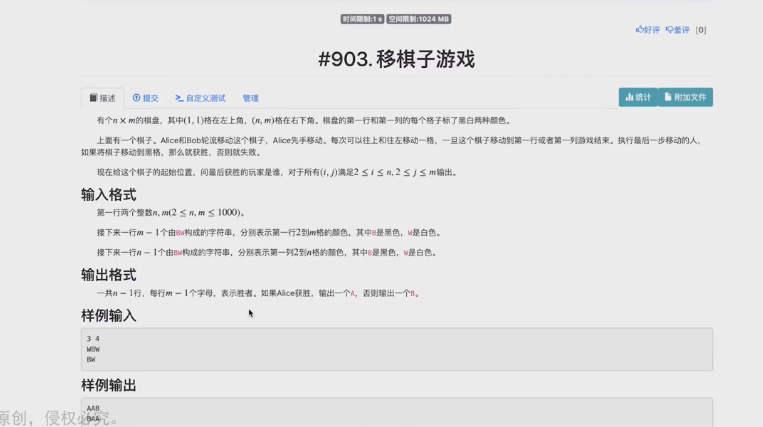 时间限制:1 s 空间限制:1024 MB
好评 差评 [0]
#903. 移棋子游戏
描述 提交 自定义测试 管理
统计 附加文件
有个n × m的棋盘，其中(1, 1)格在左上角，(n, m)格在右下角。棋盘的第一行和第一列的每个格子标了黑白两种颜色。
上面有一个棋子。Alice和Bob轮流移动这个棋子，Alice先手移动。每次可以往上和往左移动一格，一旦这个棋子移动到第一行或者第一列游戏结束。执行最后一步移动的人，
如果将棋子移动到黑格，那么就获胜，否则就失败。
现在给这个棋子的起始位置，问最后获胜的玩家是谁，对于所有(i, j)满足2 ≤ i ≤ n, 2 ≤ j ≤ m输出。
输入格式
第一行两个整数n, m(2 ≤ n, m ≤ 1000)。
接下来一行m − 1个由BW构成的字符串，分别表示第一行2到m格的颜色，其中B是黑色，W是白色。
接下来一行n − 1个由BW构成的字符串，分别表示第一列2到n格的颜色，其中B是黑色，W是白色。
输出格式
一共n − 1行，每行m − 1个字母，表示胜者。如果Alice获胜，输出一个A，否则输出一个B。
样例输入
3 4
WBW
BW
样例输出
AAB
BAA
原创，侵权必究。